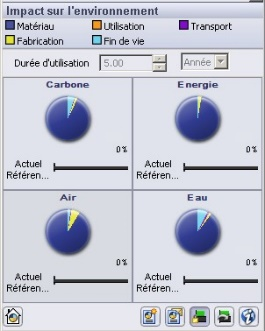 Impact sur l'environnement
Matériau Utilisation Transport
Fabrication Fin de vie
Durée d'utilisation 5.00 Année
Carbone Energie
0% 0%
Actuel Actuel
Référen... Référen...
Air Eau
0% 0%
Actuel Actuel
Référen... Référen...